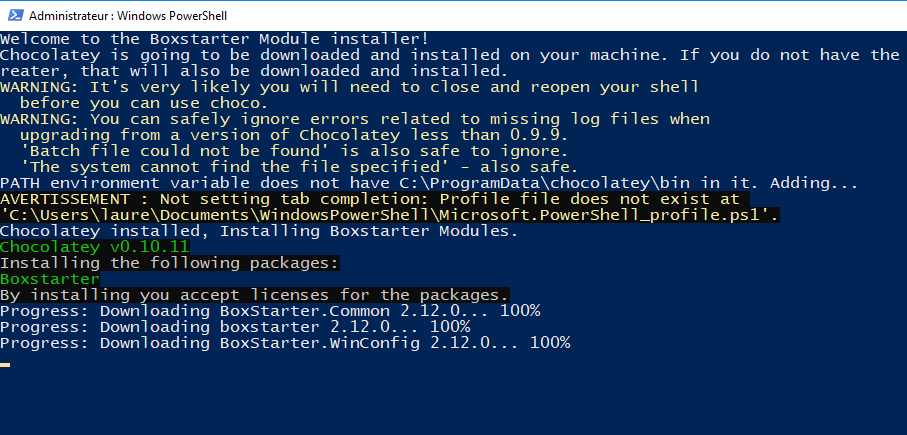 Administrateur : Windows PowerShell
Welcome to the Boxstarter Module installer!
Chocolatey is going to be downloaded and installed on your machine. If you do not have the
reater, that will also be downloaded and installed.
WARNING: It's very likely you will need to close and reopen your shell
  before you can use choco.
WARNING: You can safely ignore errors related to missing log files when
  upgrading from a version of Chocolatey less than 0.9.9.
  'Batch file could not be found' is also safe to ignore.
  'The system cannot find the file specified' - also safe.
PATH environment variable does not have C:\ProgramData\chocolatey\bin in it. Adding...
AVERTISSEMENT : Not setting tab completion: Profile file does not exist at
'C:\Users\laure\Documents\WindowsPowerShell\Microsoft.PowerShell_profile.ps1'.
Chocolatey installed, Installing Boxstarter Modules.
Chocolatey v0.10.11
Installing the following packages:
Boxstarter
By installing you accept licenses for the packages.
Progress: Downloading BoxStarter.Common 2.12.0... 100%
Progress: Downloading boxstarter 2.12.0... 100%
Progress: Downloading BoxStarter.WinConfig 2.12.0... 100%